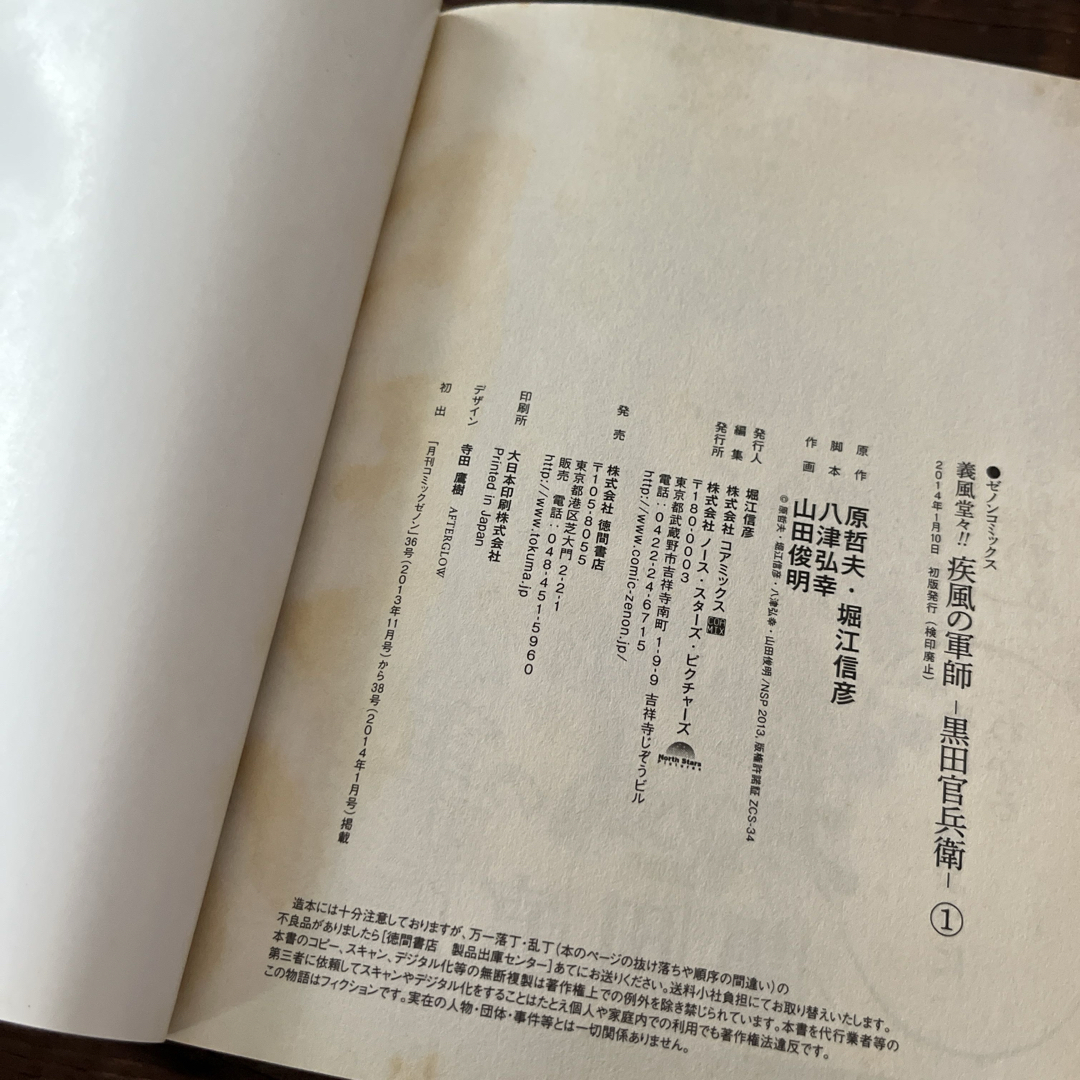 ●ゼノンコミックス
義風堂々!! 疾風の軍師 ―黒田官兵衛― ①
2014年1月10日 初版発行（検印廃止）
原作 原哲夫・堀江信彦
脚本 八津弘幸
作画 山田俊明
©原哲夫・堀江信彦・八津弘幸・山田俊明/NSP 2013, 版権許諾証 ZCS-34
発行人 堀江信彦
編集 株式会社 コアミックス COAMIX
発行所 株式会社 ノース・スターズ・ピクチャーズ North Stars Pictures
〒180-0003
東京都武蔵野市吉祥寺南町 1-9-9 吉祥寺じぞうビル
電話：0422-24-6715
http://www.comic-zenon.jp/
発売 株式会社 徳間書店
〒105-8055
東京都港区芝大門 2-2-1
販売 電話：048-451-5960
http://www.tokuma.jp
印刷所 大日本印刷株式会社
Printed in Japan
デザイン 寺田鷹樹 AFTERGLOW
初出 「月刊コミックゼノン」36号（2013年11月号）から38号（2014年1月号）掲載
造本には十分注意しておりますが、万一落丁・乱丁（本のページの抜け落ちや順序の間違い）の
不良品がありましたら［徳間書店 製品出庫センター］あてにお送りください。送料小社負担にてお取り替えいたします。
本書のコピー、スキャン、デジタル化等の無断複製は著作権上での例外を除き禁じられています。本書を代行業者等の
第三者に依頼してスキャンやデジタル化をすることはたとえ個人や家庭内での利用でも著作権法違反です。
この物語はフィクションです。実在の人物・団体・事件等とは一切関係ありません。